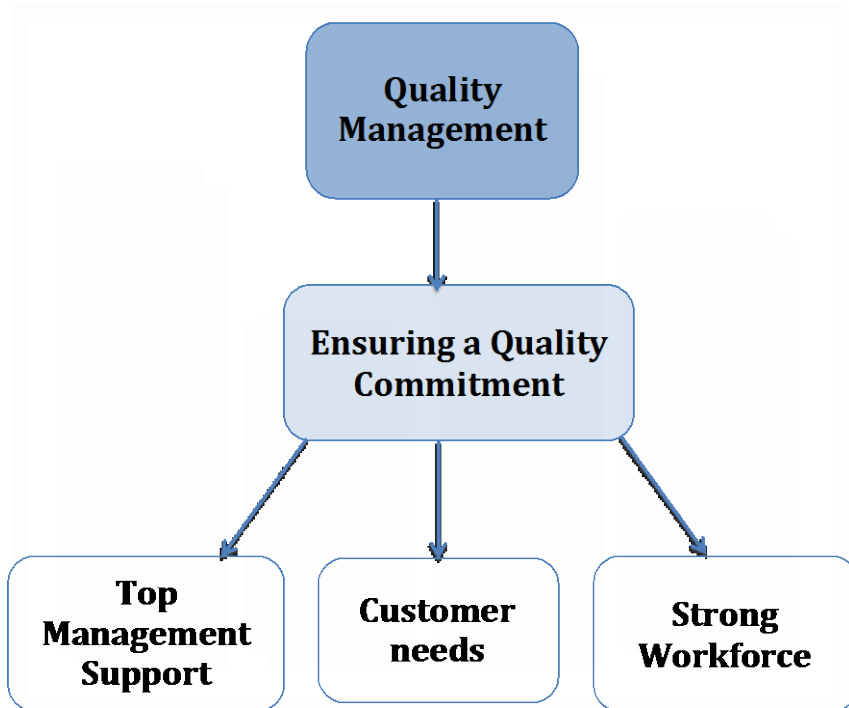 Quality
Management
Ensuring a Quality
Commitment
Top
Management
Support
Customer
needs
Strong
Workforce